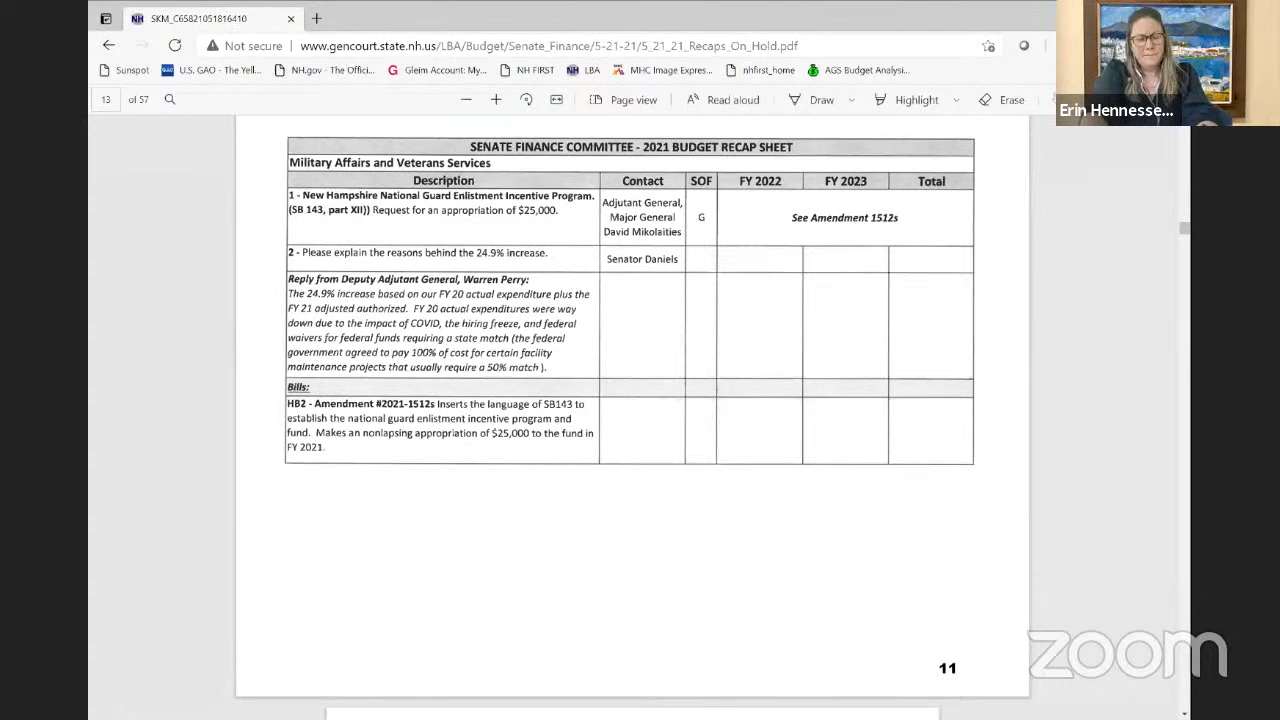 SKM_C65821051816410
Not secure
www.gencourt.state.nh.us/LBA/Budget/Senate_Finance/5-21-21/5_21_21_Recaps_On_Hold.pdf
Sunspot
U.S. GAO - The Yell...
NH.gov - The Offici...
Gleim Account: My...
NH FIRST
LBA
MHC Image Expres...
nhfirst_home
AGS Budget Analysi...
13 of 57
Page view
Read aloud
Draw
Highlight
Erase
Erin Hennesse...
SENATE FINANCE COMMITTEE - 2021 BUDGET RECAP SHEET
Military Affairs and Veterans Services
Description Contact SOF FY 2022 FY 2023 Total
1 - New Hampshire National Guard Enlistment Incentive Program.
(SB 143, part XII)) Request for an appropriation of $25,000.
Adjutant General,
Major General
David Mikolaities
G
See Amendment 1512s
2 - Please explain the reasons behind the 24.9% increase.
Senator Daniels
Reply from Deputy Adjutant General, Warren Perry:
The 24.9% increase based on our FY 20 actual expenditure plus the
FY 21 adjusted authorized. FY 20 actual expenditures were way
down due to the impact of COVID, the hiring freeze, and federal
waivers for federal funds requiring a state match (the federal
government agreed to pay 100% of cost for certain facility
maintenance projects that usually require a 50% match ).
Bills:
HB2 - Amendment #2021-1512s Inserts the language of SB143 to
establish the national guard enlistment incentive program and
fund. Makes an nonlapsing appropriation of $25,000 to the fund in
FY 2021.
11
zoom